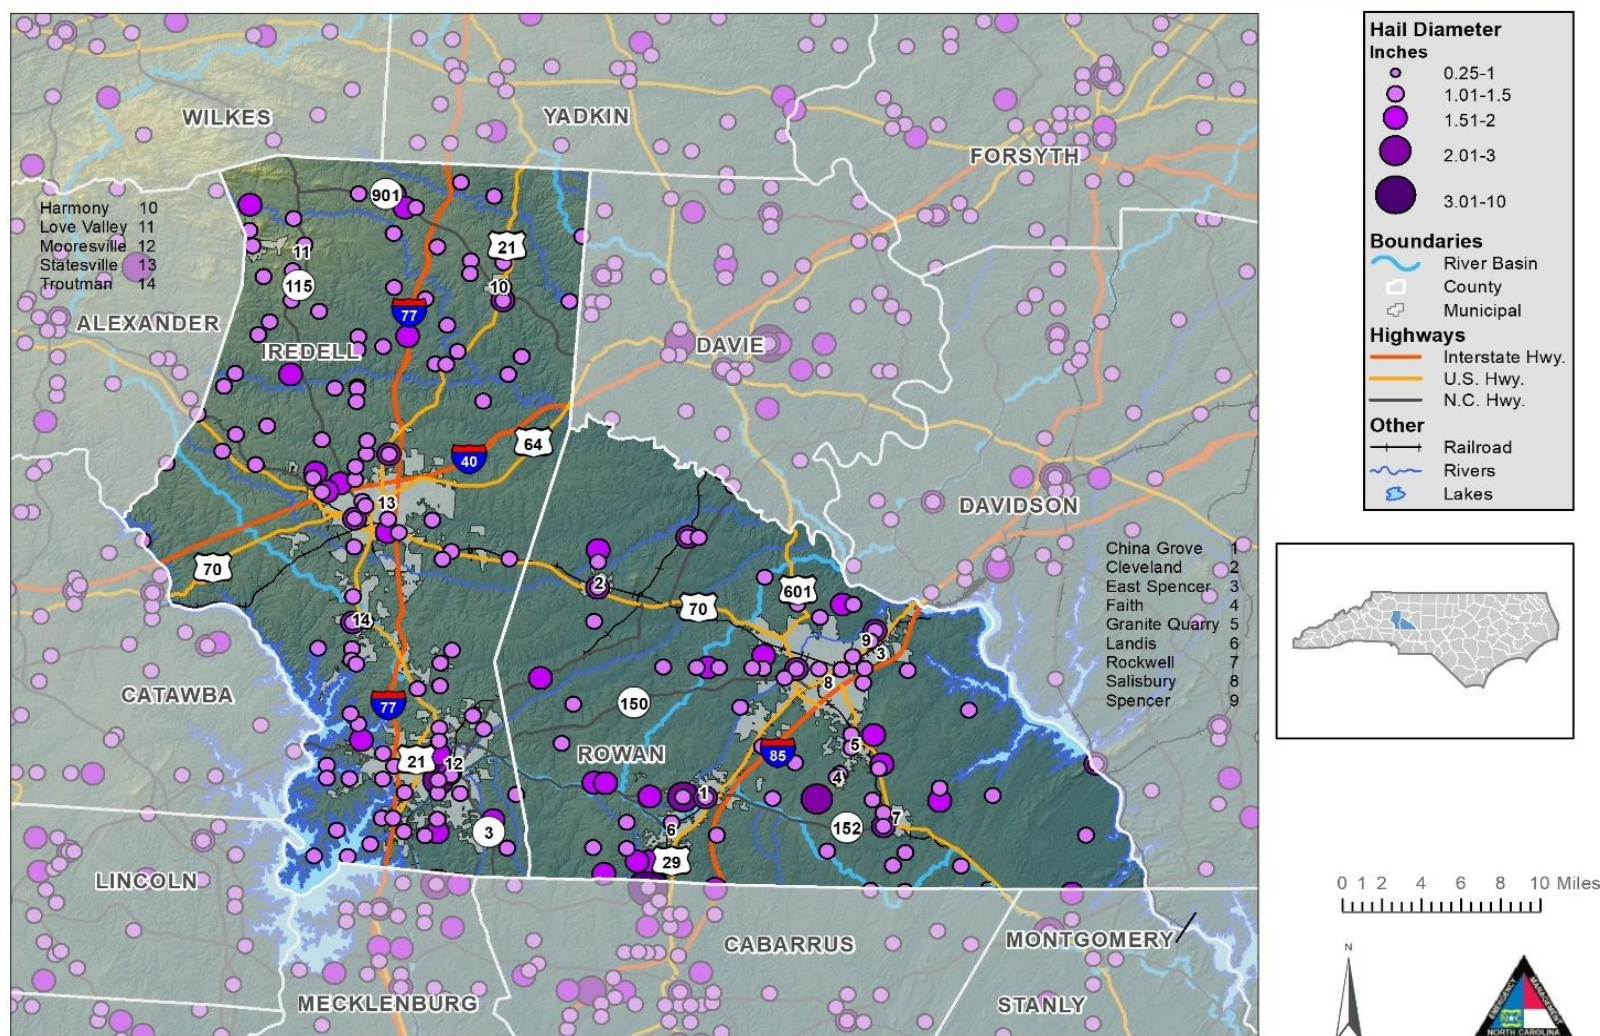 WILKES
YADKIN
FORSYTH
Harmony 10
Love Valley 11
Mooresville 12
Statesville 13
Troutman 14
901
21
11
115
10
77
ALEXANDER
IREDELL
DAVIE
64
40
13
DAVIDSON
70
2
601
70
14
9
3
China Grove 1
Cleveland 2
East Spencer 3
Faith 4
Granite Quarry 5
Landis 6
Rockwell 7
Salisbury 8
Spencer 9
CATAWBA
8
77
150
ROWAN
5
85
21
12
4
1
7
3
6
152
29
LINCOLN
CABARRUS
MONTGOMERY
MECKLENBURG
STANLY
Hail Diameter
Inches
0.25-1
1.01-1.5
1.51-2
2.01-3
3.01-10
Boundaries
River Basin
County
Municipal
Highways
Interstate Hwy.
U.S. Hwy.
N.C. Hwy.
Other
Railroad
Rivers
Lakes
0 1 2 4 6 8 10 Miles
N
EMERGENCY
MANAGEMENT
NORTH CAROLINA